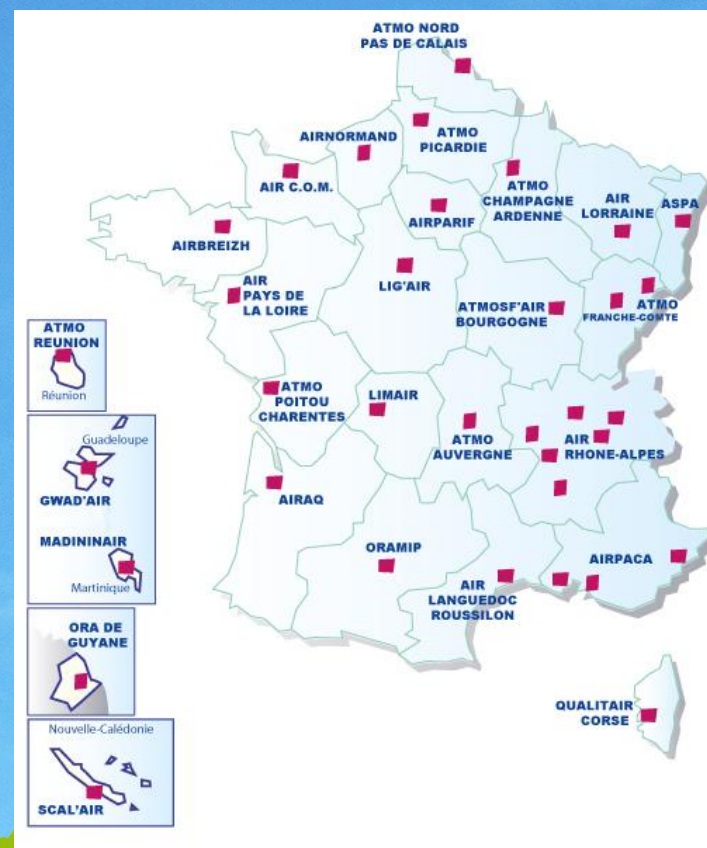 ATMO NORD
PAS DE CALAIS
AIRNORMAND
ATMO
PICARDIE
AIR C.O.M.
ATMO
CHAMPAGNE
ARDENNE
AIR
LORRAINE
ASPA
AIRPARIF
AIRBREIZH
AIR
PAYS DE
LA LOIRE
LIG'AIR
ATMOSF'AIR
BOURGOGNE
ATMO
FRANCHE-COMTE
ATMO
REUNION
Réunion
ATMO
POITOU
CHARENTES
LIMAIR
ATMO
AUVERGNE
AIR
RHONE-ALPES
Guadeloupe
GWAD'AIR
AIRAQ
MADININAIR
Martinique
ORAMIP
AIR
LANGUEDOC
ROUSSILON
AIRPACA
ORA DE
GUYANE
QUALITAIR
CORSE
Nouvelle-Calédonie
SCAL'AIR